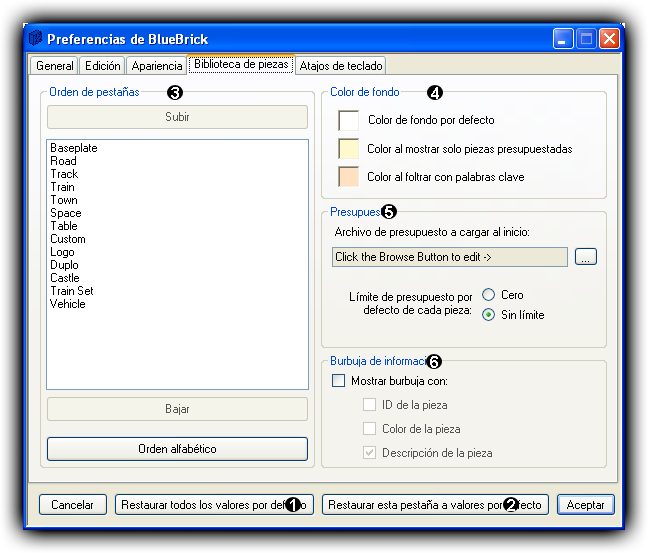 Preferencias de BlueBrick
General Edición Apariencia Biblioteca de piezas Atajos de teclado
Orden de pestañas 3
Subir
Baseplate
Road
Track
Train
Town
Space
Table
Custom
Logo
Duplo
Castle
Train Set
Vehicle
Bajar
Orden alfabético
Color de fondo 4
Color de fondo por defecto
Color al mostrar solo piezas presupuestadas
Color al foltrar con palabras clave
Presupues 5
Archivo de presupuesto a cargar al inicio:
Click the Browse Button to edit -> ...
Límite de presupuesto por
defecto de cada pieza:
Cero
Sin límite
Burbuja de informaci 6
Mostrar burbuja con:
ID de la pieza
Color de la pieza
Descripción de la pieza
Cancelar Restaurar todos los valores por def 1 o Restaurar esta pestaña a valores por 2 efecto Aceptar